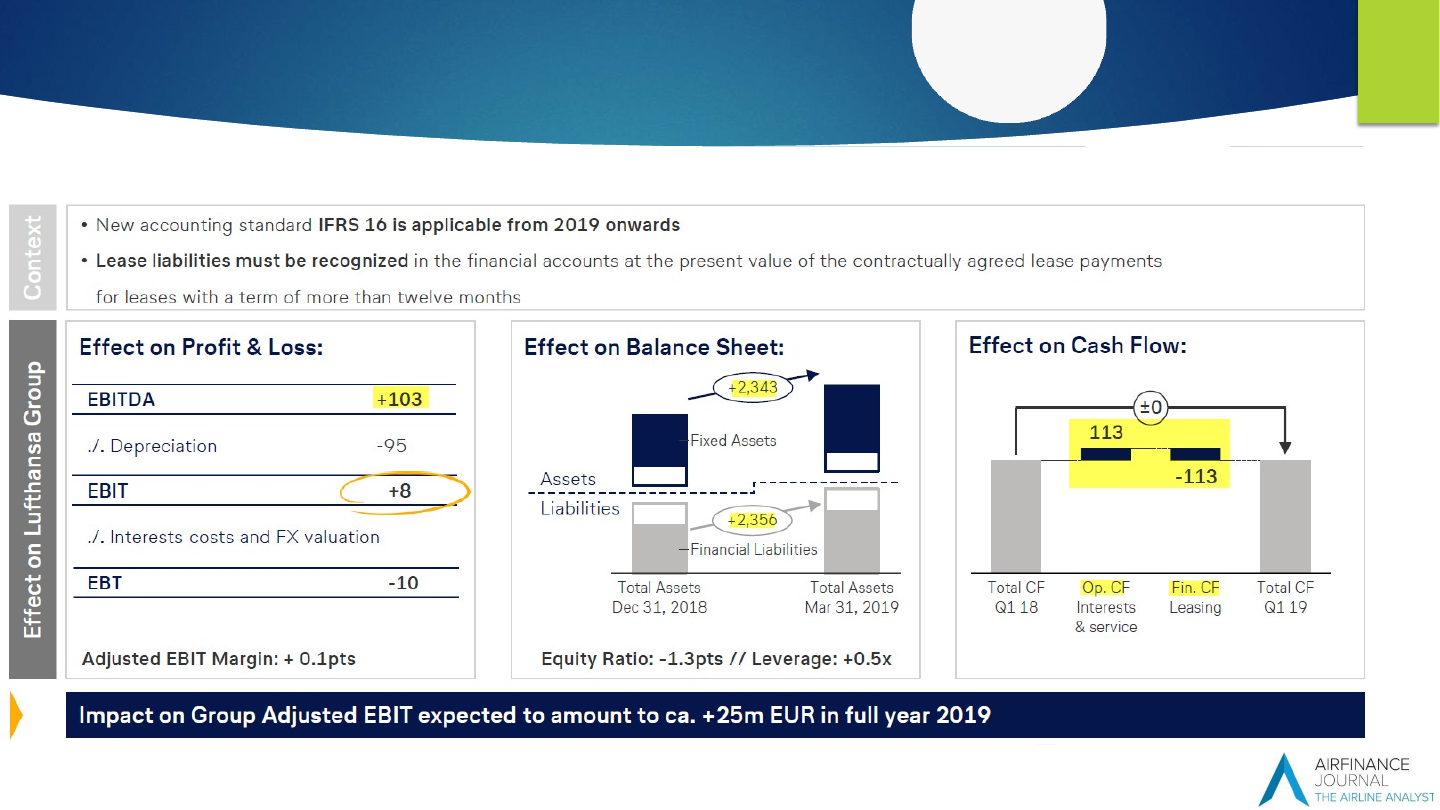 Context
• New accounting standard IFRS 16 is applicable from 2019 onwards
• Lease liabilities must be recognized in the financial accounts at the present value of the contractually agreed lease payments
for leases with a term of more than twelve months
Effect on Lufthansa Group
Effect on Profit & Loss:
EBITDA +103
./. Depreciation -95
EBIT +8
./. Interests costs and FX valuation
EBT -10
Adjusted EBIT Margin: + 0.1pts
Effect on Balance Sheet:
+2,343
Fixed Assets
Assets
Liabilities
+2,356
Financial Liabilities
Total Assets
Dec 31, 2018
Total Assets
Mar 31, 2019
Equity Ratio: -1.3pts // Leverage: +0.5x
Effect on Cash Flow:
±0
113
-113
Total CF
Q1 18
Op. CF
Interests
& service
Fin. CF
Leasing
Total CF
Q1 19
Impact on Group Adjusted EBIT expected to amount to ca. +25m EUR in full year 2019
AIRFINANCE
JOURNAL
THE AIRLINE ANALYST